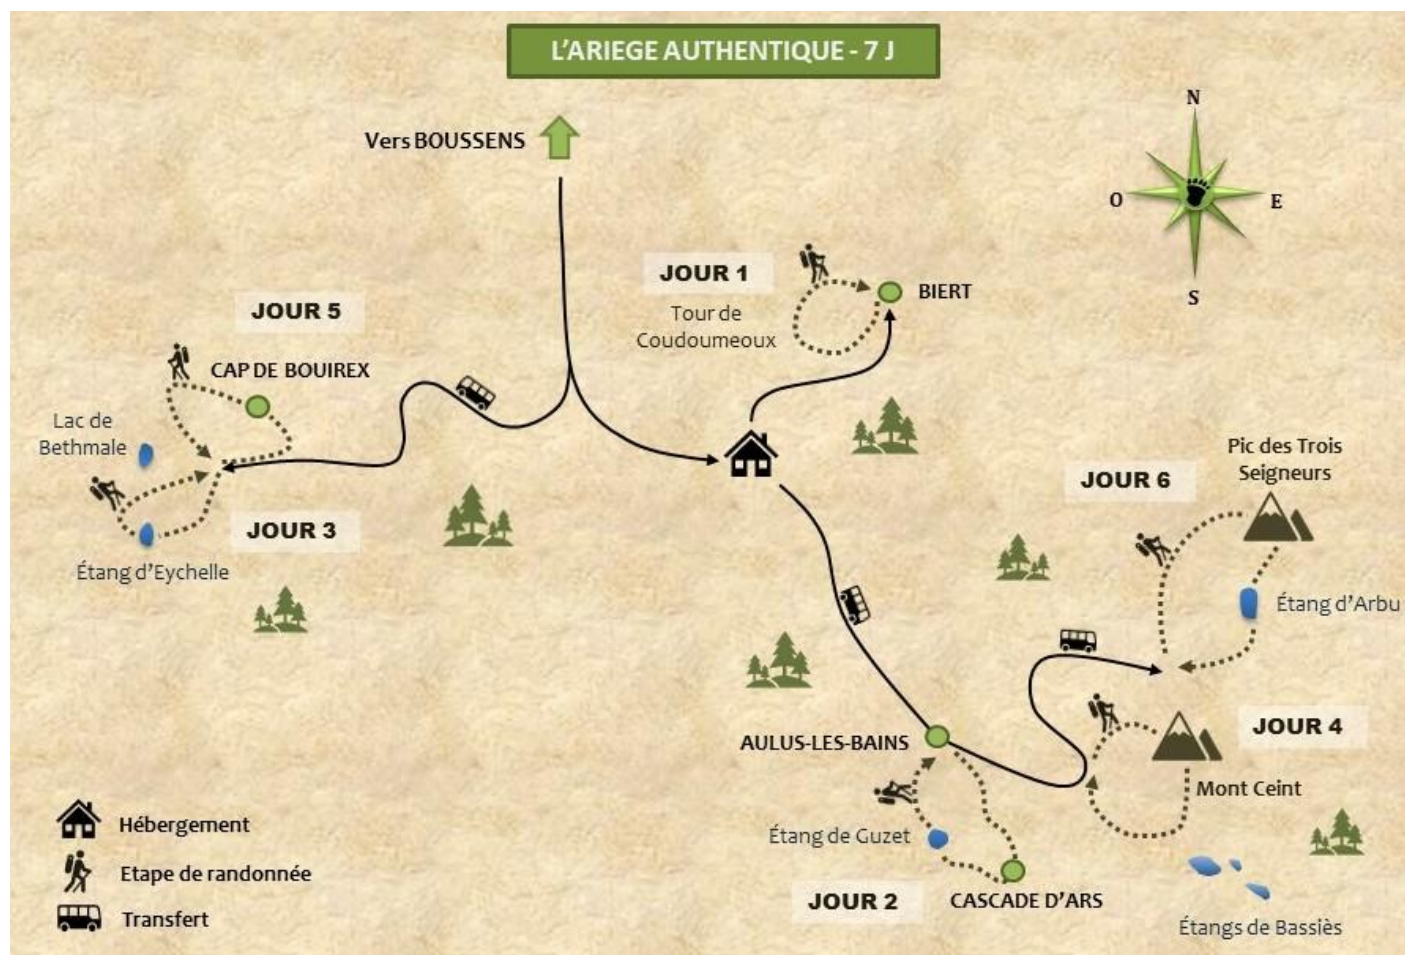 L'ARIEGE AUTHENTIQUE - 7 J
Vers BOUSSENS
N
O
E
S
JOUR 1
Tour de
Coudoumeoux
BIERT
JOUR 5
CAP DE BOUIREX
Lac de
Bethmale
JOUR 3
Étang d'Eychelle
Pic des Trois
Seigneurs
JOUR 6
Étang d'Arbu
JOUR 4
Mont Ceint
AULUS-LES-BAINS
Étang de Guzet
JOUR 2
CASCADE D'ARS
Étangs de Bassiès
Hébergement
Etape de randonnée
Transfert